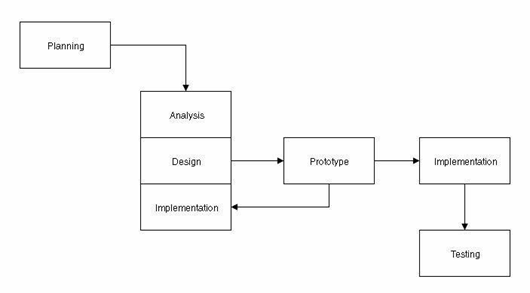 Planning
Analysis
Design
Prototype
Implementation
Implementation
Testing